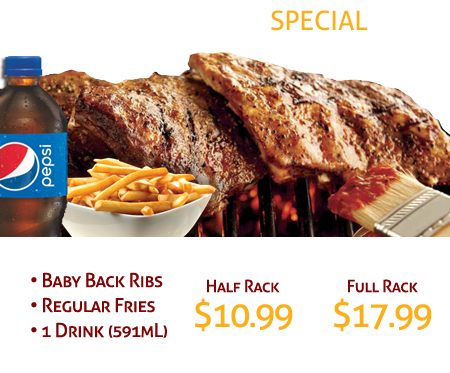 SPECIAL
pepsi
• Baby Back Ribs
• Regular Fries
• 1 Drink (591mL)
Half Rack
$10.99
Full Rack
$17.99